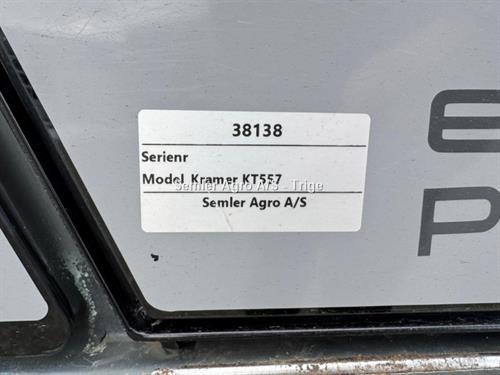 38138
Serienr
Model Kramer KT557
Semler Agro A/S - Trige
Semler Agro A/S
P